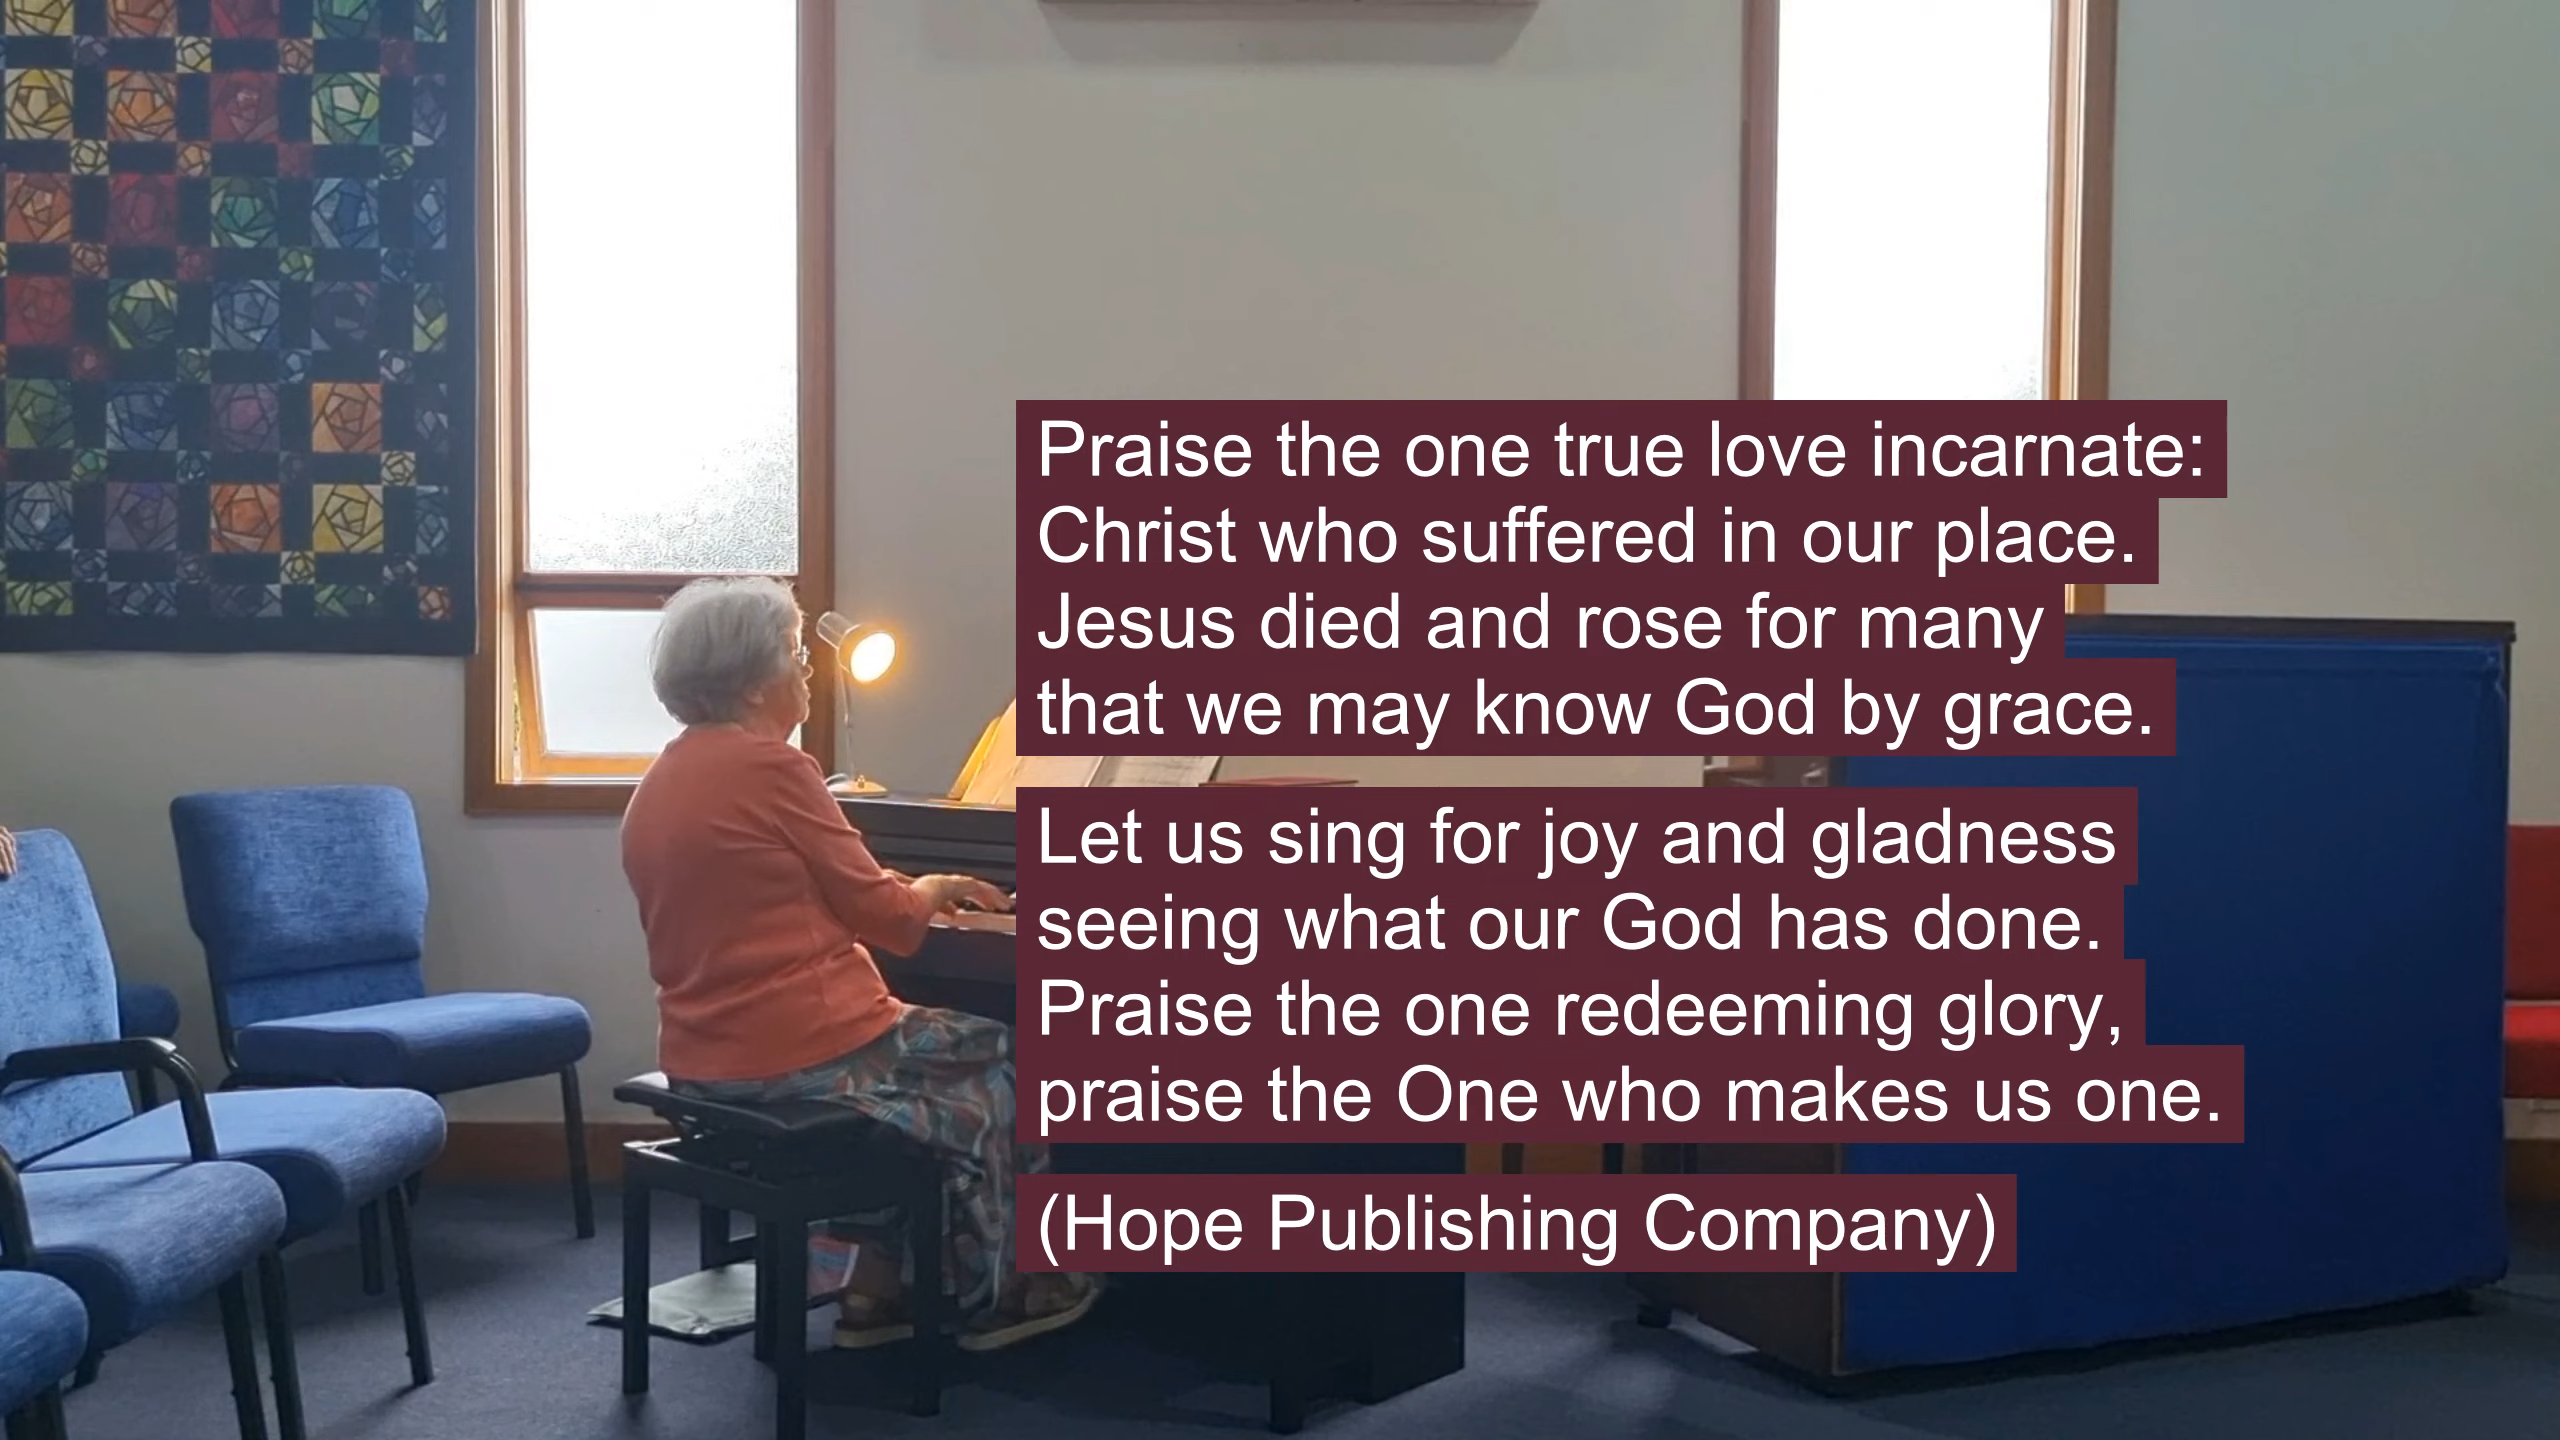 Praise the one true love incarnate:
Christ who suffered in our place.
Jesus died and rose for many
that we may know God by grace.
Let us sing for joy and gladness
seeing what our God has done.
Praise the one redeeming glory,
praise the One who makes us one.
(Hope Publishing Company)